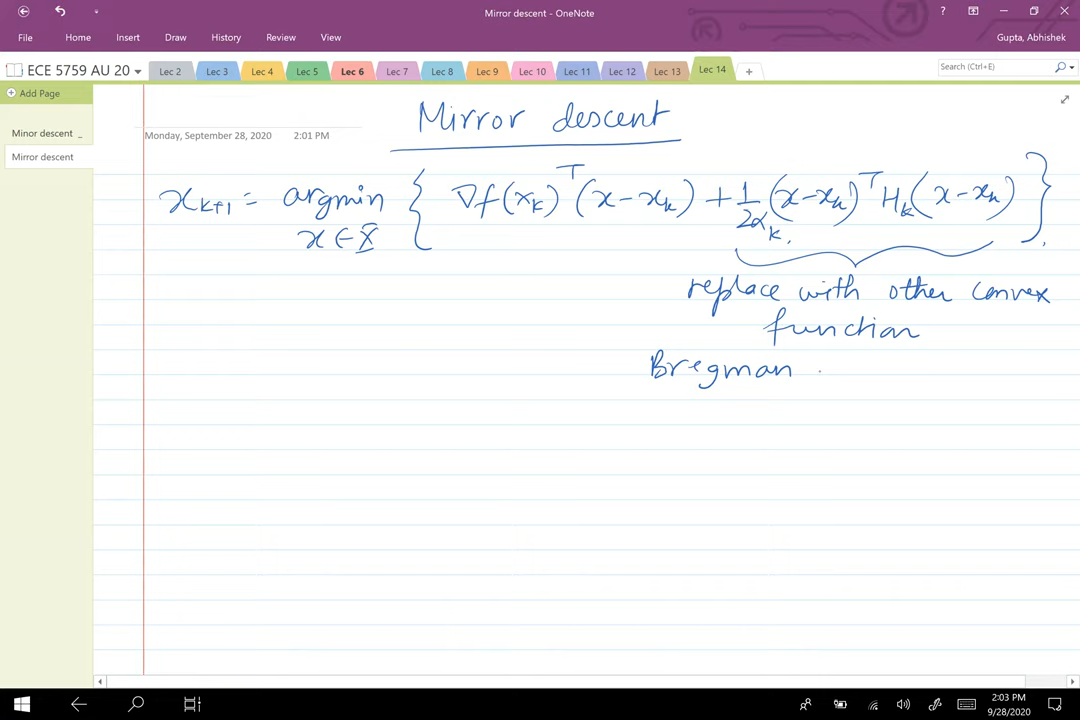 Mirror descent - OneNote
?
File Home Insert Draw History Review View
Gupta, Abhishek
ECE 5759 AU 20
Lec 2 Lec 3 Lec 4 Lec 5 Lec 6 Lec 7 Lec 8 Lec 9 Lec 10 Lec 11 Lec 12 Lec 13 Lec 14 +
Search (Ctrl+E)
Add Page
Minor descent _
Mirror descent
Mirror descent
Monday, September 28, 2020 2:01 PM
x_{k+1} = argmin_{x ∈ X} { ∇f(x_k)^T (x - x_k) + \frac{1}{2α_k} (x - x_k)^T H_k (x - x_k) }
replace with other convex
function
Bregman
2:03 PM
9/28/2020